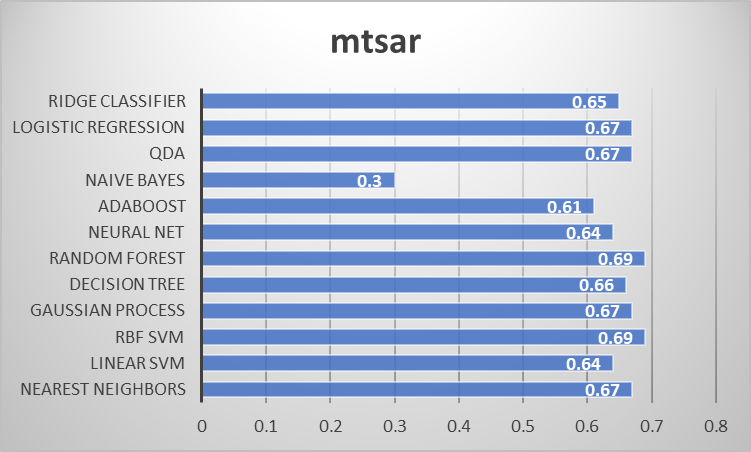 mtsar
RIDGE CLASSIFIER 0.65
LOGISTIC REGRESSION 0.67
QDA 0.67
NAIVE BAYES 0.3
ADABOOST 0.61
NEURAL NET 0.64
RANDOM FOREST 0.69
DECISION TREE 0.66
GAUSSIAN PROCESS 0.67
RBF SVM 0.69
LINEAR SVM 0.64
NEAREST NEIGHBORS 0.67
0 0.1 0.2 0.3 0.4 0.5 0.6 0.7 0.8